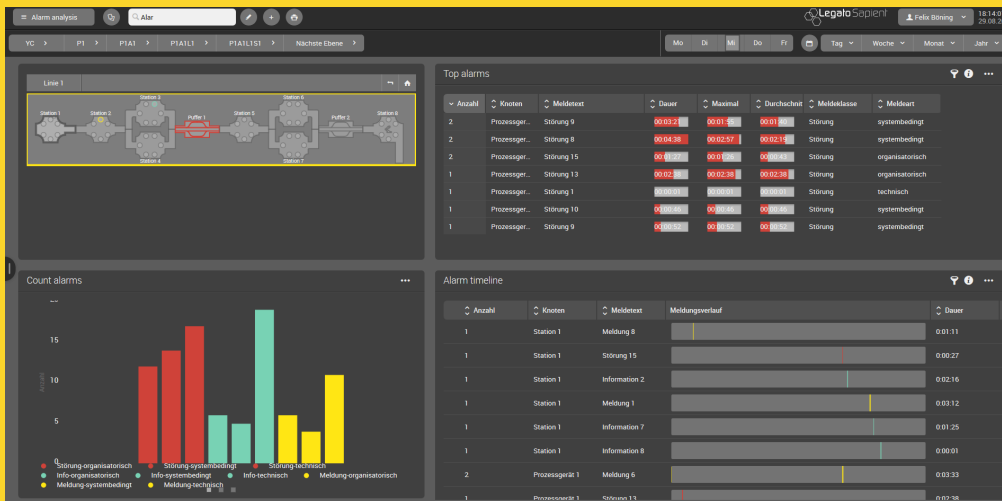 Alarm analysis
Alar
Legato Sapient
Felix Böning
18:14:0
29.08.2
YC > P1 > P1A1 > P1A1L1 > P1A1L1S1 > Nächste Ebene >
Mo Di Mi Do Fr Tag Woche Monat Jahr
Linie 1
Station 1
Station 2
Station 3
Station 4
Puffer 1
Station 5
Station 6
Station 7
Puffer 2
Station 8
Top alarms
Anzahl Knoten Meldetext Dauer Maximal Durchschnit Meldeklasse Meldeart
2 Prozessger... Störung 9 00:03:21 00:01:55 00:01:40 Störung systembedingt
2 Prozessger... Störung 8 00:04:38 00:02:57 00:02:19 Störung systembedingt
2 Prozessger... Störung 15 00:01:27 00:01:26 00:00:43 Störung organisatorisch
1 Prozessger... Störung 13 00:02:38 00:02:38 00:02:38 Störung organisatorisch
1 Prozessger... Störung 1 00:00:01 00:00:01 00:00:01 Störung technisch
1 Prozessger... Störung 10 00:00:46 00:00:46 00:00:46 Störung systembedingt
1 Prozessger... Störung 9 00:00:52 00:00:52 00:00:52 Störung systembedingt
Count alarms
15
10
5
0
Störung-organisatorisch Störung-systembedingt Störung-technisch
Info-organisatorisch Info-systembedingt Info-technisch Meldung-organisatorisch
Meldung-systembedingt Meldung-technisch
Alarm timeline
Anzahl Knoten Meldetext Meldungsverlauf Dauer
1 Station 1 Meldung 8 0:01:11
1 Station 1 Störung 15 0:00:27
1 Station 1 Information 2 0:02:16
1 Station 1 Meldung 1 0:03:12
1 Station 1 Information 7 0:01:25
1 Station 1 Information 8 0:00:01
2 Prozessgerät 1 Meldung 6 0:03:33
1 Prozessgerät 1 Störung 13 0:02:38